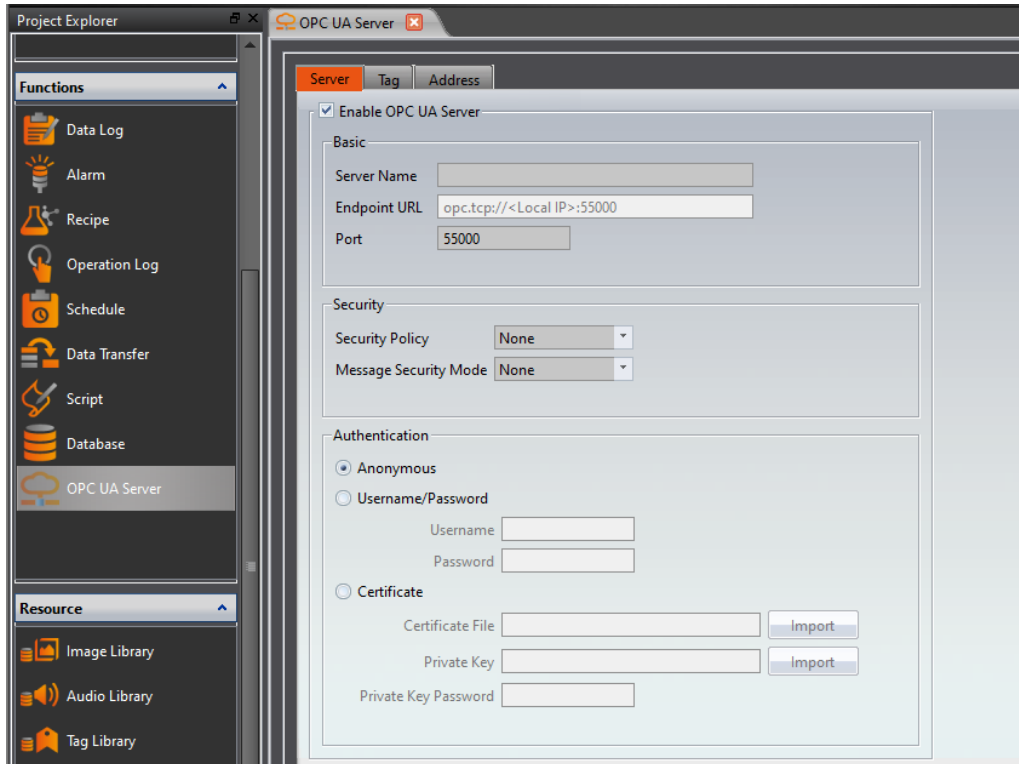 Project Explorer
OPC UA Server
Functions
Data Log
Alarm
Recipe
Operation Log
Schedule
Data Transfer
Script
Database
OPC UA Server
Resource
Image Library
Audio Library
Tag Library
Server Tag Address
Enable OPC UA Server
Basic
Server Name
Endpoint URL opc.tcp://<Local IP>:55000
Port 55000
Security
Security Policy None
Message Security Mode None
Authentication
Anonymous
Username/Password
Username
Password
Certificate
Certificate File Import
Private Key Import
Private Key Password